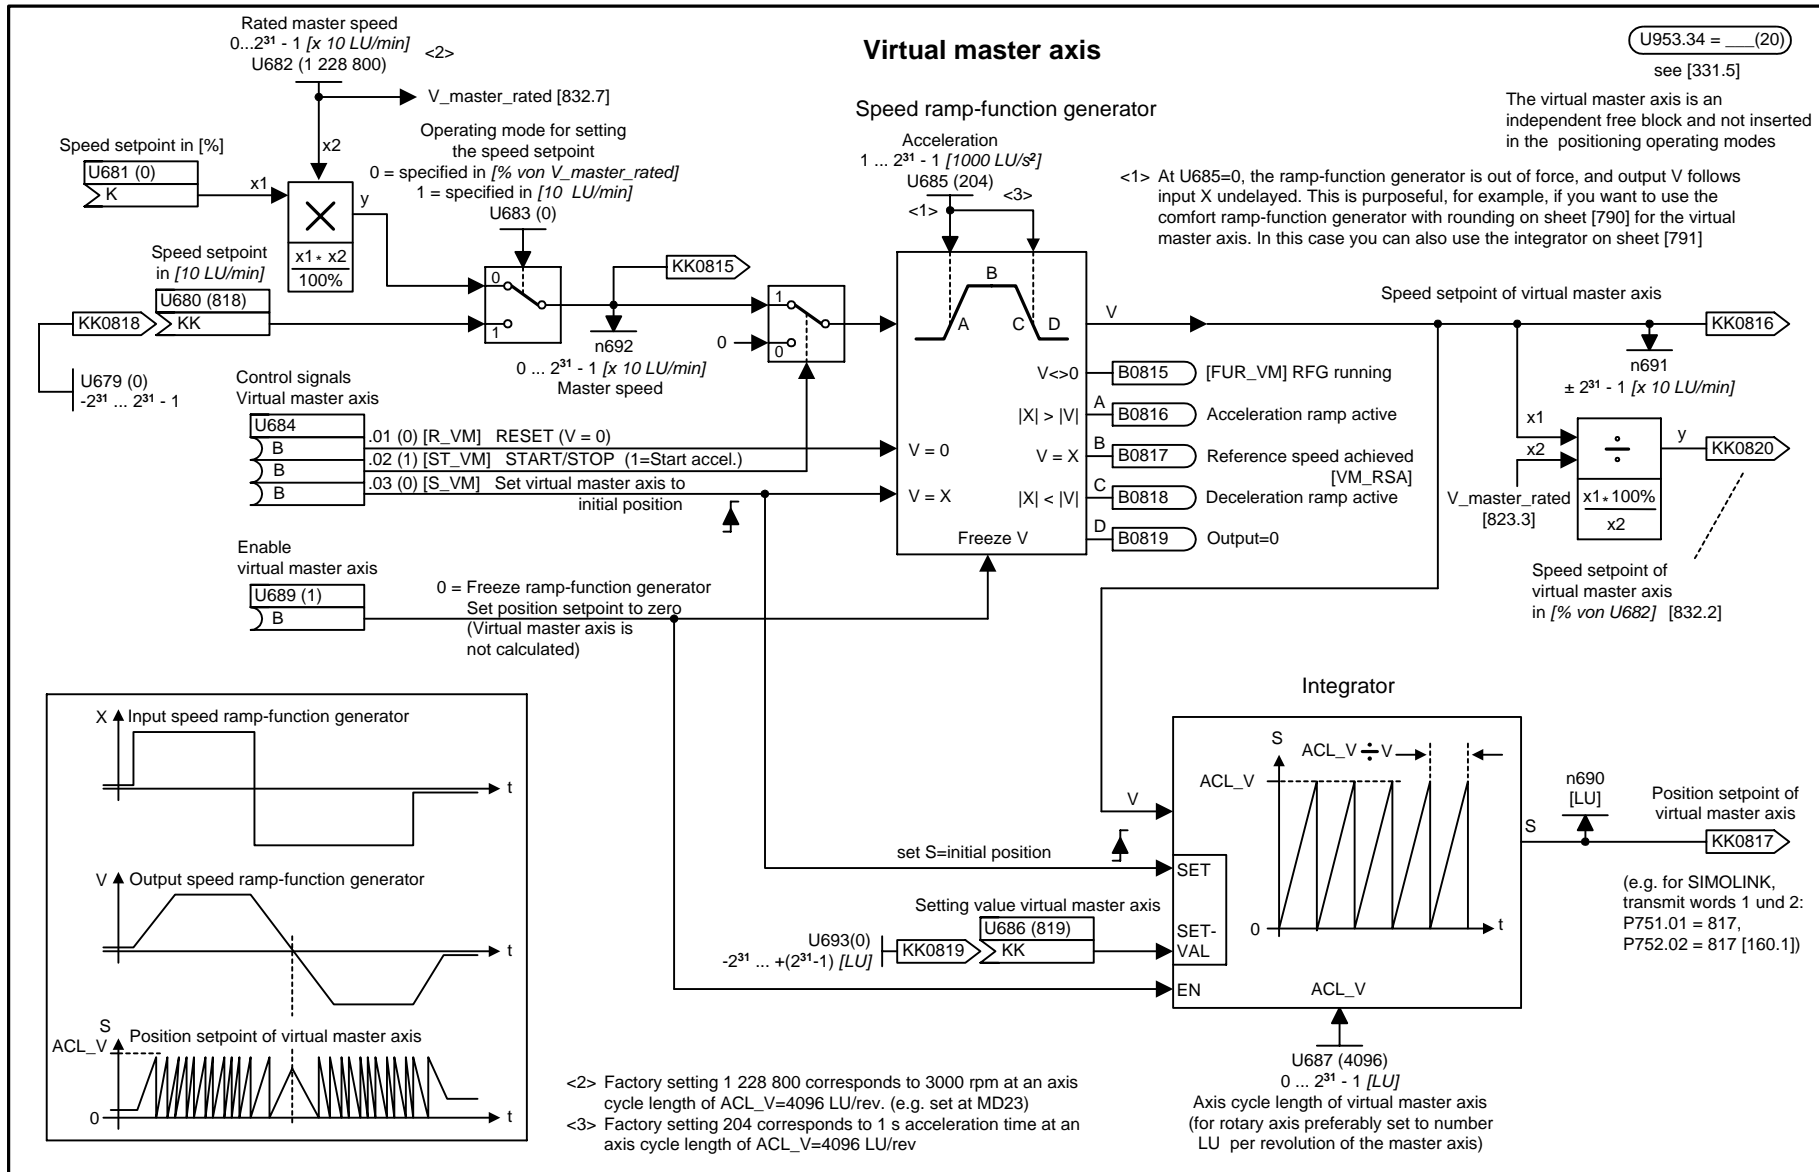 Virtual master axis
Rated master speed
0...2³¹ - 1 [x 10 LU/min]
U682 (1 228 800)
<2>
V_master_rated [832.7]
x2
Speed setpoint in [%]
U681 (0)
K
x1
y
x1 * x2
100%
Operating mode for setting
the speed setpoint
0 = specified in [% von V_master_rated]
1 = specified in [10 LU/min]
U683 (0)
0
1
Speed setpoint
in [10 LU/min]
U680 (818)
KK
KK0818
U679 (0)
-2³¹ ... 2³¹ - 1
KK0815
n692
0 ... 2³¹ - 1 [x 10 LU/min]
Master speed
1
0
0
Speed ramp-function generator
Acceleration
1 ... 2³¹ - 1 [1000 LU/s²]
U685 (204)
<1>
<3>
A
B
C
D
V<>0
|X| > |V|
V = X
|X| < |V|
V = 0
V = X
Freeze V
V
B0815
[FUR_VM] RFG running
A
B0816
Acceleration ramp active
B
B0817
Reference speed achieved
[VM_RSA]
C
B0818
Deceleration ramp active
D
B0819
Output=0
U953.34 = ___(20)
see [331.5]
The virtual master axis is an
independent free block and not inserted
in the positioning operating modes
<1> At U685=0, the ramp-function generator is out of force, and output V follows
input X undelayed. This is purposeful, for example, if you want to use the
comfort ramp-function generator with rounding on sheet [790] for the virtual
master axis. In this case you can also use the integrator on sheet [791]
Speed setpoint of virtual master axis
KK0816
n691
± 2³¹ - 1 [x 10 LU/min]
x1
x2
÷
y
KK0820
V_master_rated
[823.3]
x1*100%
x2
Speed setpoint of
virtual master axis
in [% von U682] [832.2]
Control signals
Virtual master axis
U684
B
B
B
.01 (0) [R_VM] RESET (V = 0)
.02 (1) [ST_VM] START/STOP (1=Start accel.)
.03 (0) [S_VM] Set virtual master axis to
initial position
Enable
virtual master axis
U689 (1)
B
0 = Freeze ramp-function generator
Set position setpoint to zero
(Virtual master axis is
not calculated)
X
Input speed ramp-function generator
t
V
Output speed ramp-function generator
t
S
Position setpoint of virtual master axis
ACL_V
0
t
Integrator
S
ACL_V ÷ V
ACL_V
0
t
V
set S=initial position
SET
Setting value virtual master axis
U693(0)
-2³¹ ... +(2³¹-1) [LU]
KK0819
U686 (819)
KK
SET-
VAL
EN
ACL_V
U687 (4096)
0 ... 2³¹ - 1 [LU]
Axis cycle length of virtual master axis
(for rotary axis preferably set to number
LU per revolution of the master axis)
S
n690
[LU]
Position setpoint of
virtual master axis
KK0817
(e.g. for SIMOLINK,
transmit words 1 und 2:
P751.01 = 817,
P752.02 = 817 [160.1])
<2> Factory setting 1 228 800 corresponds to 3000 rpm at an axis
cycle length of ACL_V=4096 LU/rev. (e.g. set at MD23)
<3> Factory setting 204 corresponds to 1 s acceleration time at an
axis cycle length of ACL_V=4096 LU/rev